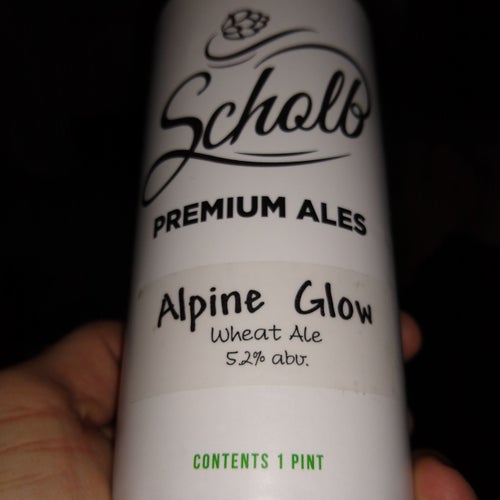 Scholb
PREMIUM ALES
Alpine Glow
Wheat Ale
5.2% abv.
CONTENTS 1 PINT